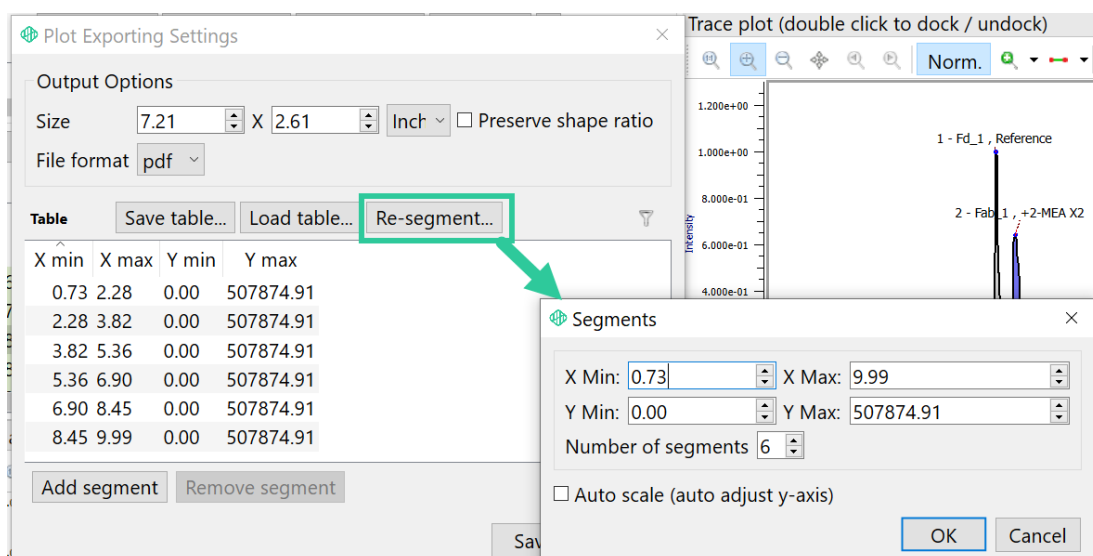 Plot Exporting Settings
Output Options
Size 7.21 X 2.61 Inch Preserve shape ratio
File format pdf
Table Save table... Load table... Re-segment...
X min X max Y min Y max
0.73 2.28 0.00 507874.91
2.28 3.82 0.00 507874.91
3.82 5.36 0.00 507874.91
5.36 6.90 0.00 507874.91
6.90 8.45 0.00 507874.91
8.45 9.99 0.00 507874.91
Add segment Remove segment
Trace plot (double click to dock / undock)
Norm.
1.200e+00
1.000e+00
8.000e-01
6.000e-01
4.000e-01
Intensity
1 - Fd_1 , Reference
2 - Fab_1 , +2-MEA X2
Segments
X Min: 0.73 X Max: 9.99
Y Min: 0.00 Y Max: 507874.91
Number of segments 6
Auto scale (auto adjust y-axis)
OK Cancel